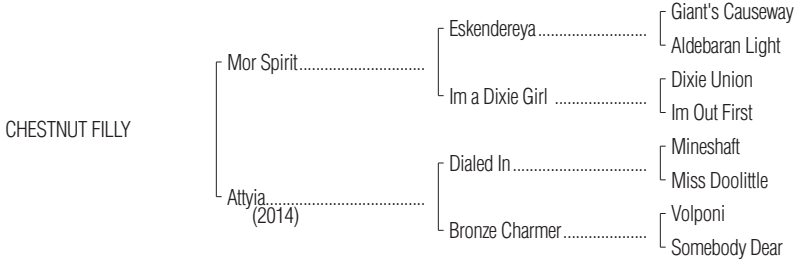 Giant's Causeway
Eskendereya
Aldebaran Light
Mor Spirit
Dixie Union
Im a Dixie Girl
Im Out First
CHESTNUT FILLY
Mineshaft
Dialed In
Miss Doolittle
Attyia
(2014)
Volponi
Bronze Charmer
Somebody Dear